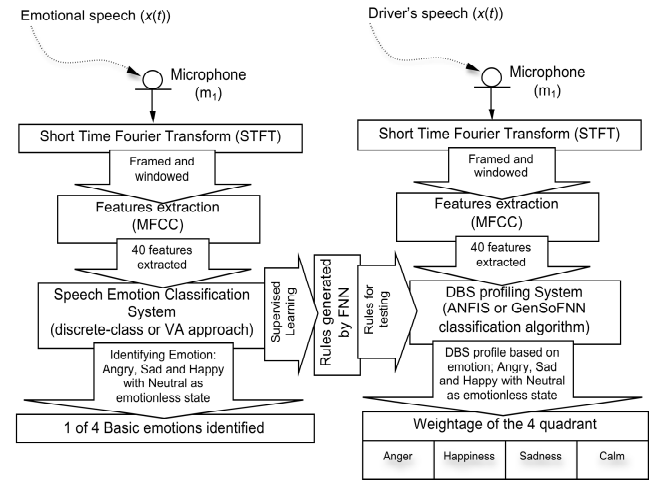 Emotional speech (x(t))
Microphone
(m1)
Short Time Fourier Transform (STFT)
Framed and
windowed
Features extraction
(MFCC)
40 features
extracted
Speech Emotion Classification
System
(discrete-class or VA approach)
Identifying Emotion:
Angry, Sad and Happy
with Neutral as
emotionless state
1 of 4 Basic emotions identified
Supervised
Learning
Rules generated
by FNN
Rules for
testing
Driver's speech (x(t))
Microphone
(m1)
Short Time Fourier Transform (STFT)
Framed and
windowed
Features extraction
(MFCC)
40 features
extracted
DBS profiling System
(ANFIS or GenSoFNN
classification algorithm)
DBS profile based on
emotion; Angry, Sad
and Happy with Neutral
as emotionless state
Weightage of the 4 quadrant
Anger
Happiness
Sadness
Calm